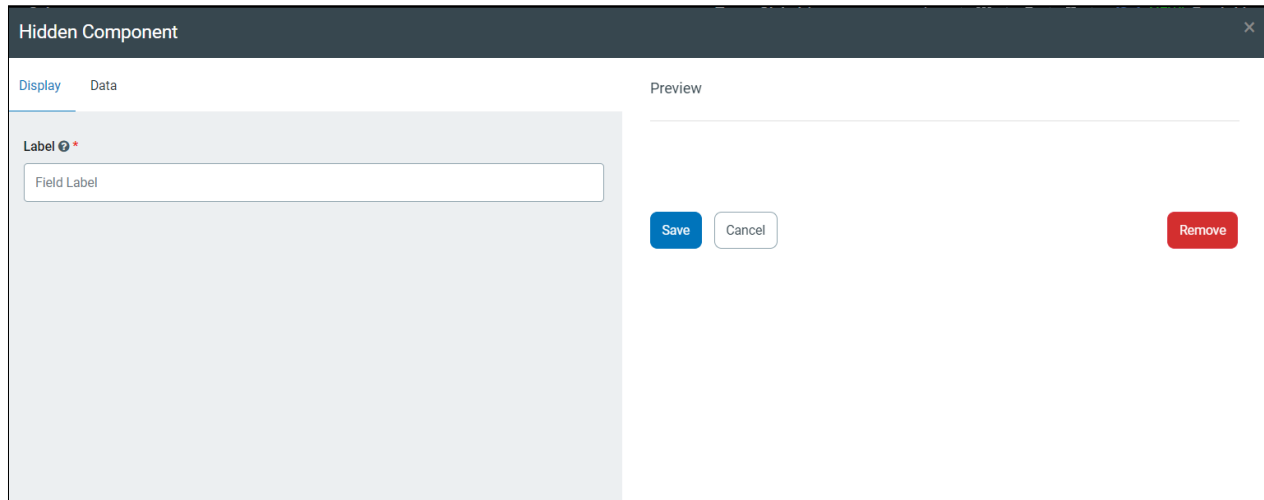 Hidden Component
×
Display Data
Label *
Field Label
Preview
Save Cancel Remove